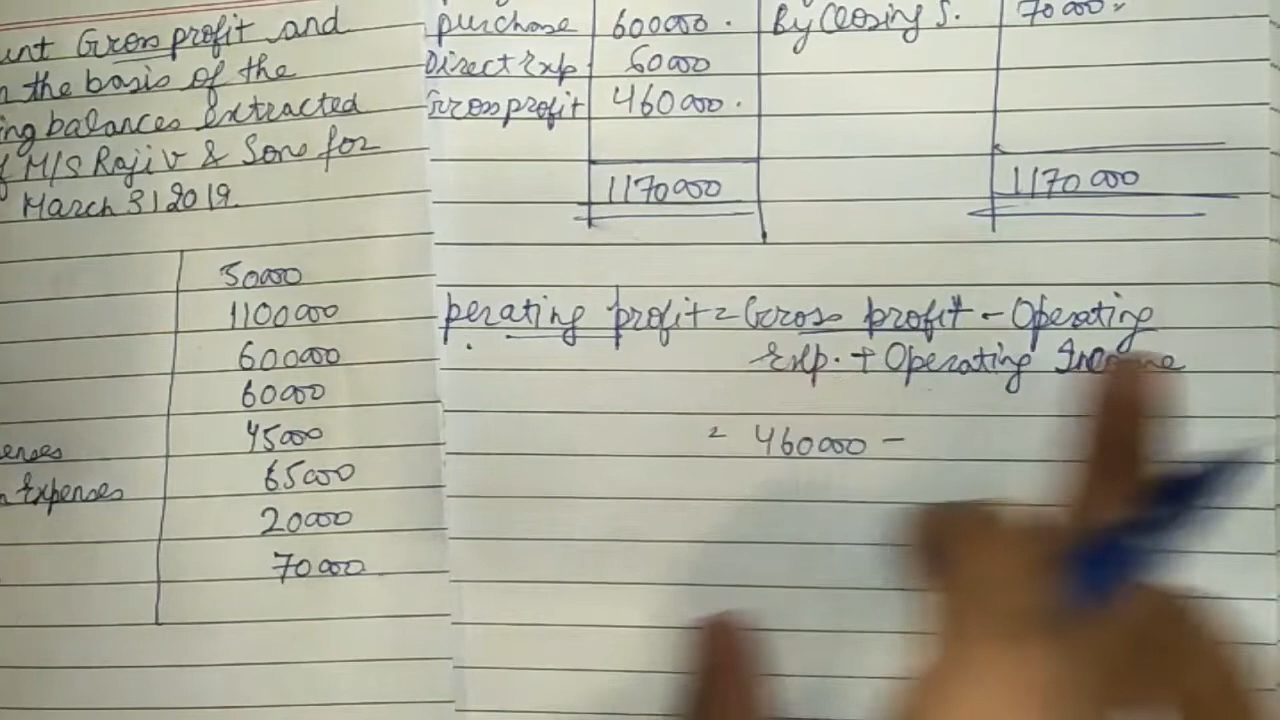 unt Gross profit and
n the basis of the
ing balances extracted
f M/S Rajiv & Sons for
March 31 2019.
50000
1100000
600000
60000
enses 45000
n Expenses 65000
20000
70000
purchase 600000. By Closing S. 70000
Direct Exp. 60000
Gross profit 460000.
1170000 1170000
perating profit = Gross profit - Operating
Exp. + Operating Income
= 460000 -